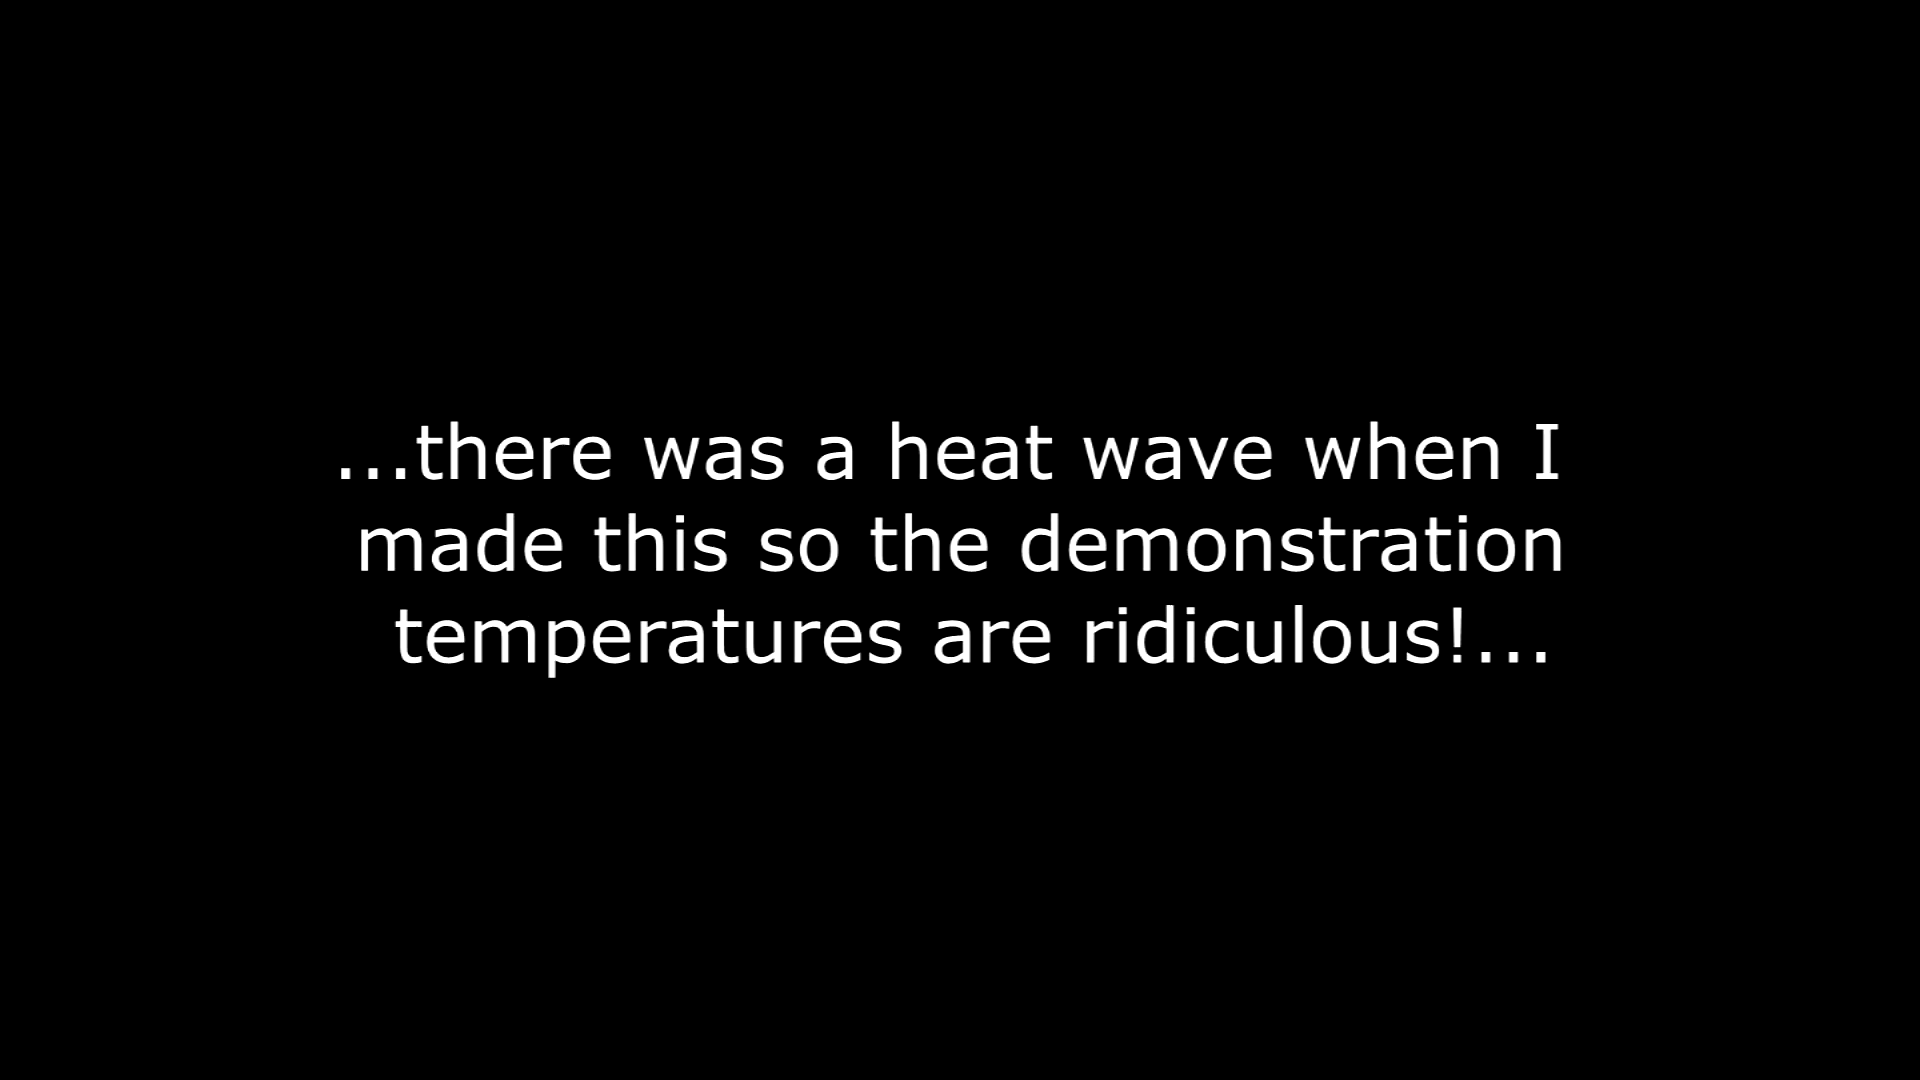 ...there was a heat wave when I
made this so the demonstration
temperatures are ridiculous!...